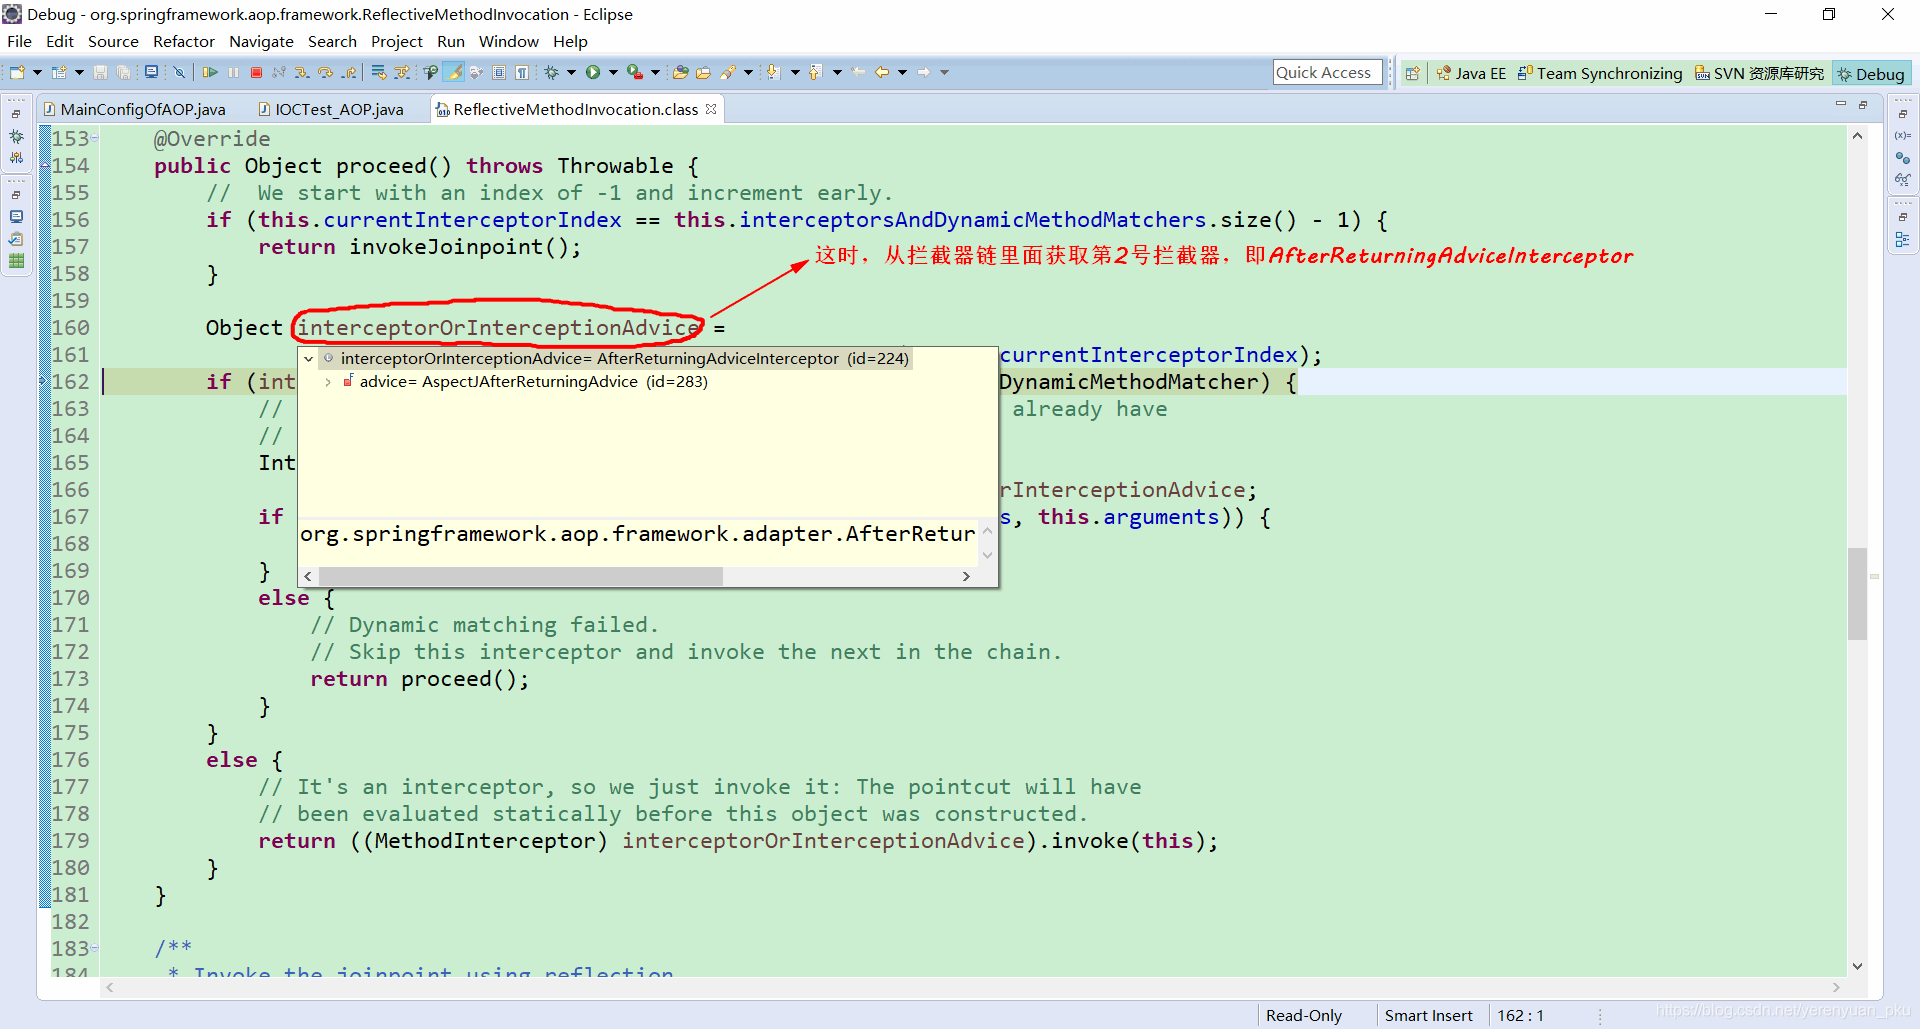 Debug - org.springframework.aop.framework.ReflectiveMethodInvocation - Eclipse
File Edit Source Refactor Navigate Search Project Run Window Help
Quick Access Java EE Team Synchronizing SVN 资源库研究 Debug
MainConfigOfAOP.java IOCTest_AOP.java ReflectiveMethodInvocation.class
153 @Override
154 public Object proceed() throws Throwable {
155 // We start with an index of -1 and increment early.
156 if (this.currentInterceptorIndex == this.interceptorsAndDynamicMethodMatchers.size() - 1) {
157 return invokeJoinpoint();
这时，从拦截器链里面获取第2号拦截器，即AfterReturningAdviceInterceptor
158 }
159
160 Object interceptorOrInterceptionAdvice =
interceptorOrInterceptionAdvice= AfterReturningAdviceInterceptor (id=224)
161 currentInterceptorIndex);
advice= AspectJAfterReturningAdvice (id=283)
162 if (int DynamicMethodMatcher) {
163 // already have
164 //
165 Int
166 rInterceptionAdvice;
167 if s, this.arguments)) {
org.springframework.aop.framework.adapter.AfterRetur
168
169 }
170 else {
171 // Dynamic matching failed.
172 // Skip this interceptor and invoke the next in the chain.
173 return proceed();
174 }
175 }
176 else {
177 // It's an interceptor, so we just invoke it: The pointcut will have
178 // been evaluated statically before this object was constructed.
179 return ((MethodInterceptor) interceptorOrInterceptionAdvice).invoke(this);
180 }
181 }
182
183 /**
184 * Invoke the joinpoint using reflection.
Read-Only Smart Insert 162 : 1
https://blog.csdn.net/yerenyuan_pku